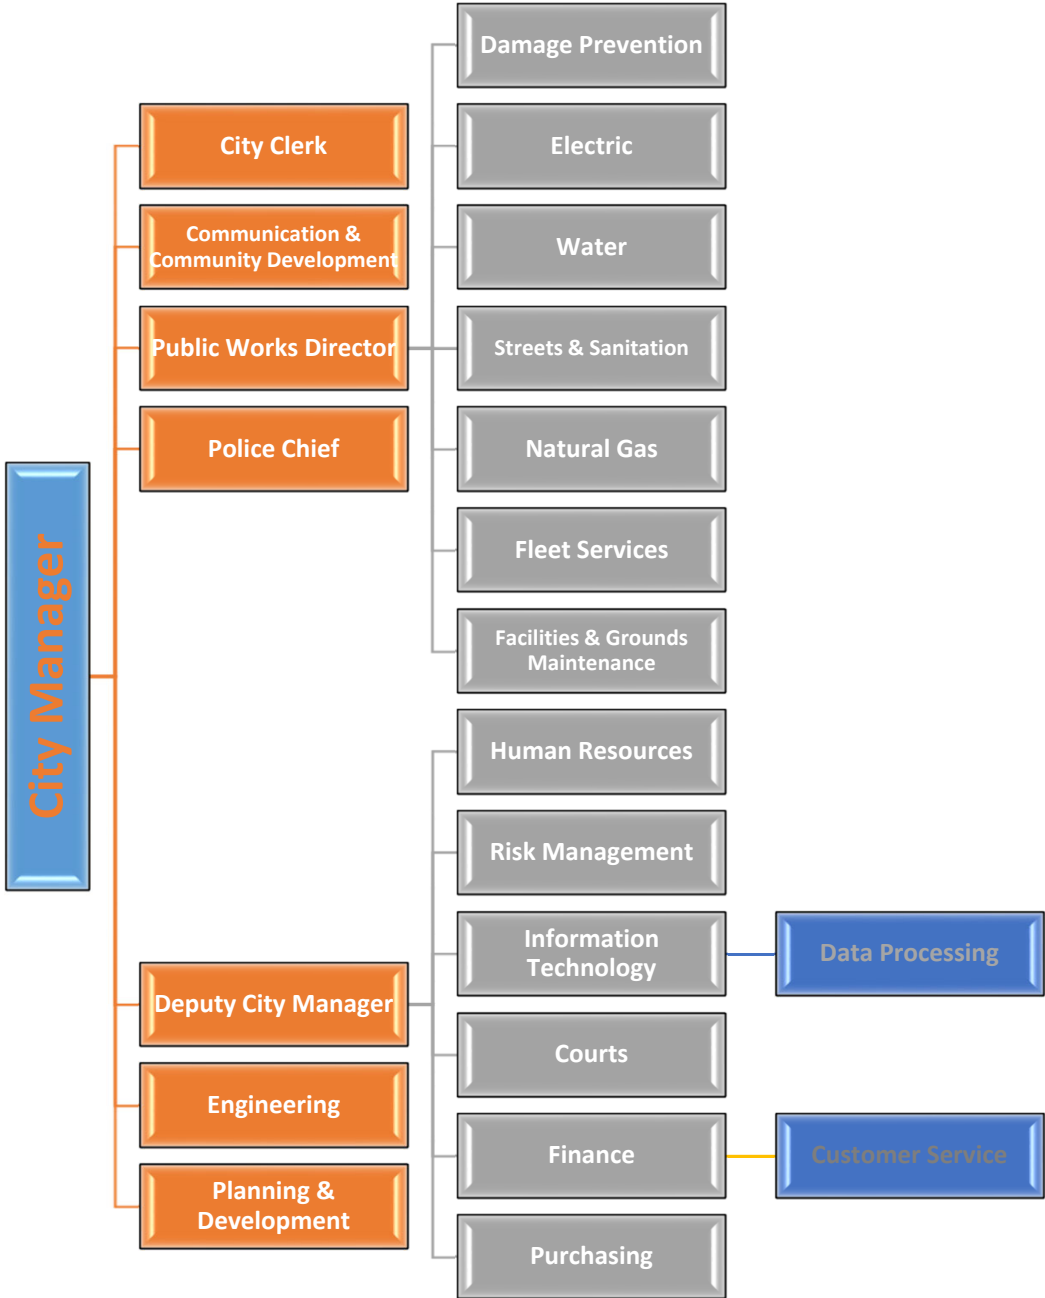 City Manager
City Clerk
Communication &
Community Development
Public Works Director
Damage Prevention
Electric
Water
Streets & Sanitation
Natural Gas
Fleet Services
Facilities & Grounds
Maintenance
Police Chief
Deputy City Manager
Human Resources
Risk Management
Information
Technology
Data Processing
Courts
Finance
Customer Service
Purchasing
Engineering
Planning &
Development